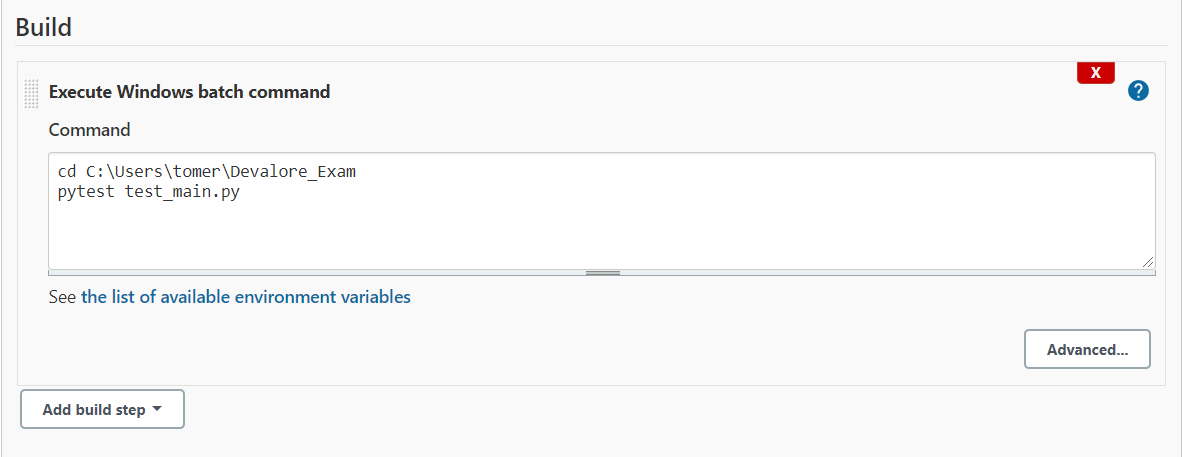 Build
X
Execute Windows batch command
?
Command
cd C:\Users\tomer\Devalore_Exam
pytest test_main.py
See the list of available environment variables
Advanced...
Add build step